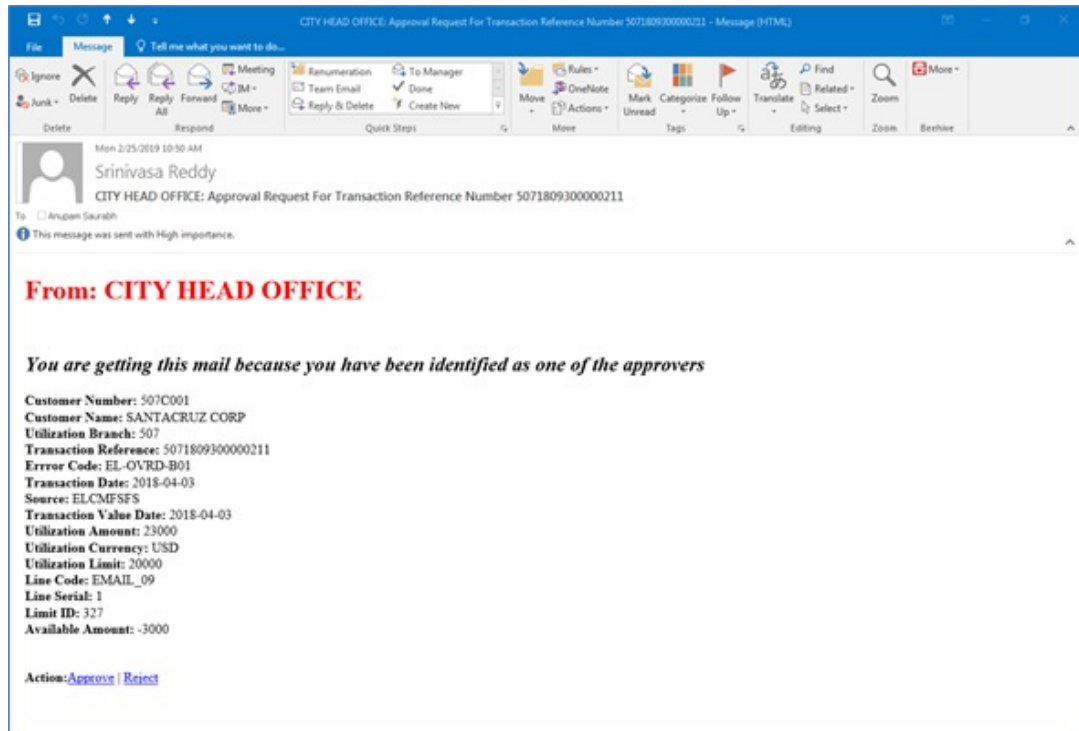 CITY HEAD OFFICE: Approval Request For Transaction Reference Number 5071809300000211 - Message (HTML)
File Message Tell me what you want to do...
Ignore
Junk
Delete
Reply
Reply All
Forward
Meeting
IM
More
Renumeration
Team Email
Reply & Delete
To Manager
Done
Create New
Move
Rules
OneNote
Actions
Mark Unread
Categorize
Follow Up
Translate
Find
Related
Select
Zoom
More
Delete Respond Quick Steps Move Tags Editing Zoom Beehive
Mon 2/25/2019 10:50 AM
Srinivasa Reddy
CITY HEAD OFFICE: Approval Request For Transaction Reference Number 5071809300000211
To Anupam Saurabh
This message was sent with High importance.
From: CITY HEAD OFFICE
You are getting this mail because you have been identified as one of the approvers
Customer Number: 507C001
Customer Name: SANTACRUZ CORP
Utilization Branch: 507
Transaction Reference: 5071809300000211
Errror Code: EL-OVRD-B01
Transaction Date: 2018-04-03
Source: ELCMFSFS
Transaction Value Date: 2018-04-03
Utilization Amount: 23000
Utilization Currency: USD
Utilization Limit: 20000
Line Code: EMAIL_09
Line Serial: 1
Limit ID: 327
Available Amount: -3000
Action:Approve | Reject